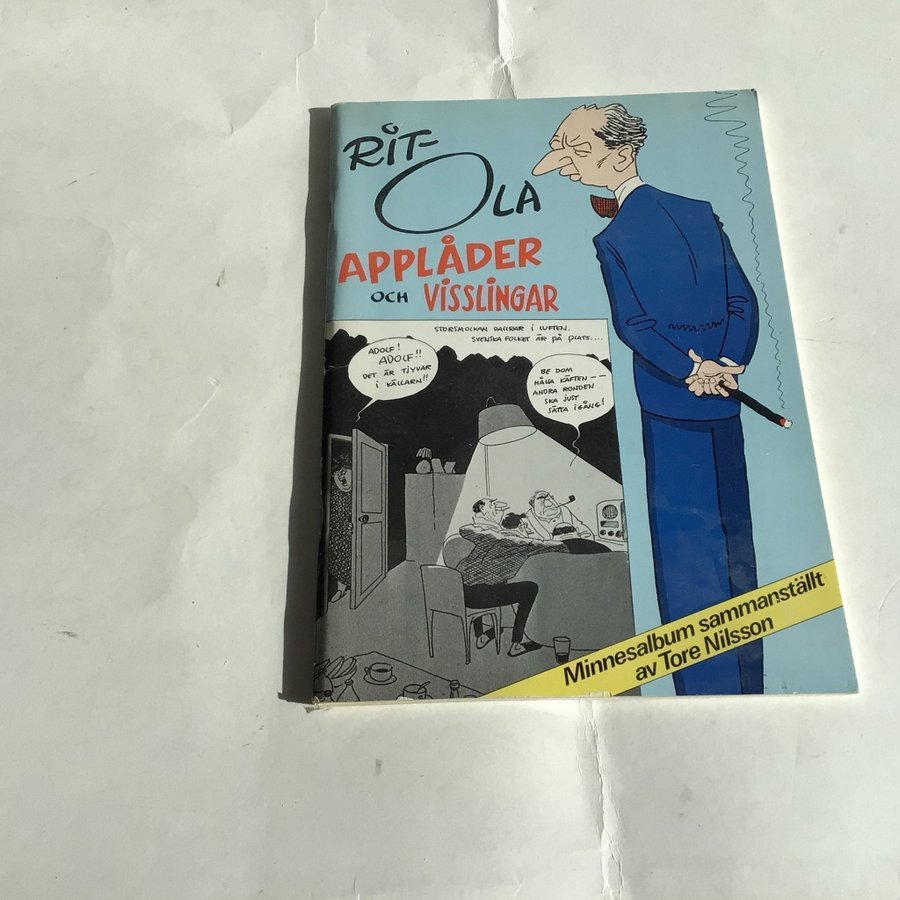 RIT-
OLA
APPLÅDER
OCH VISSLINGAR
STORSMOCKAN DALLRAR I LUFTEN.
SVENSKA FOLKET ÄR PÅ PLATS....
ADOLF!
ADOLF!!
DET ÄR TJYVAR
I KÄLLARN!!
BE DOM
HÅLLA KÄFTEN --
ANDRA RONDEN
SKA JUST
SÄTTA IGÅNG!
Minnesalbum sammanställt
av Tore Nilsson